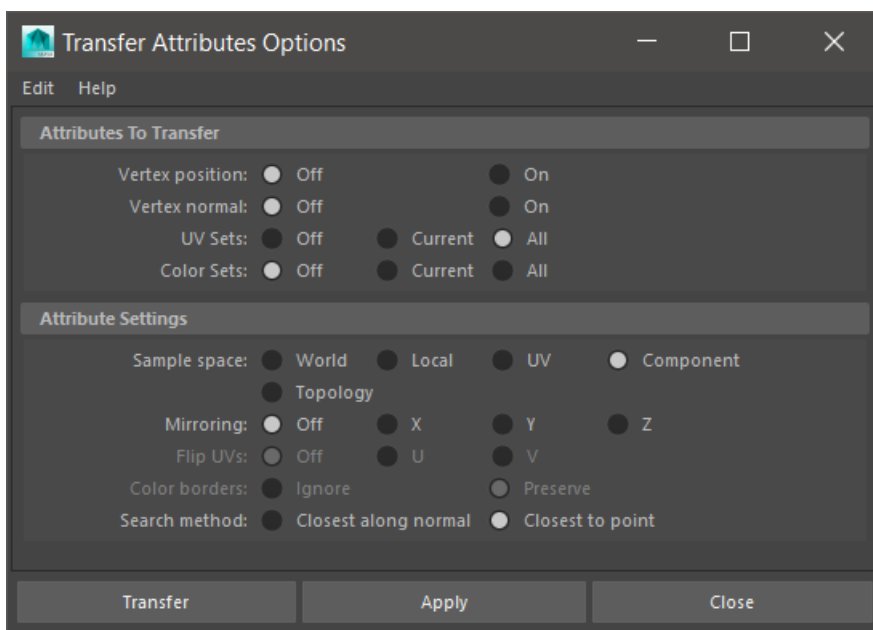 Transfer Attributes Options
Edit Help
Attributes To Transfer
Vertex position: Off On
Vertex normal: Off On
UV Sets: Off Current All
Color Sets: Off Current All
Attribute Settings
Sample space: World Local UV Component
Topology
Mirroring: Off X Y Z
Flip UVs: Off U V
Color borders: Ignore Preserve
Search method: Closest along normal Closest to point
Transfer Apply Close